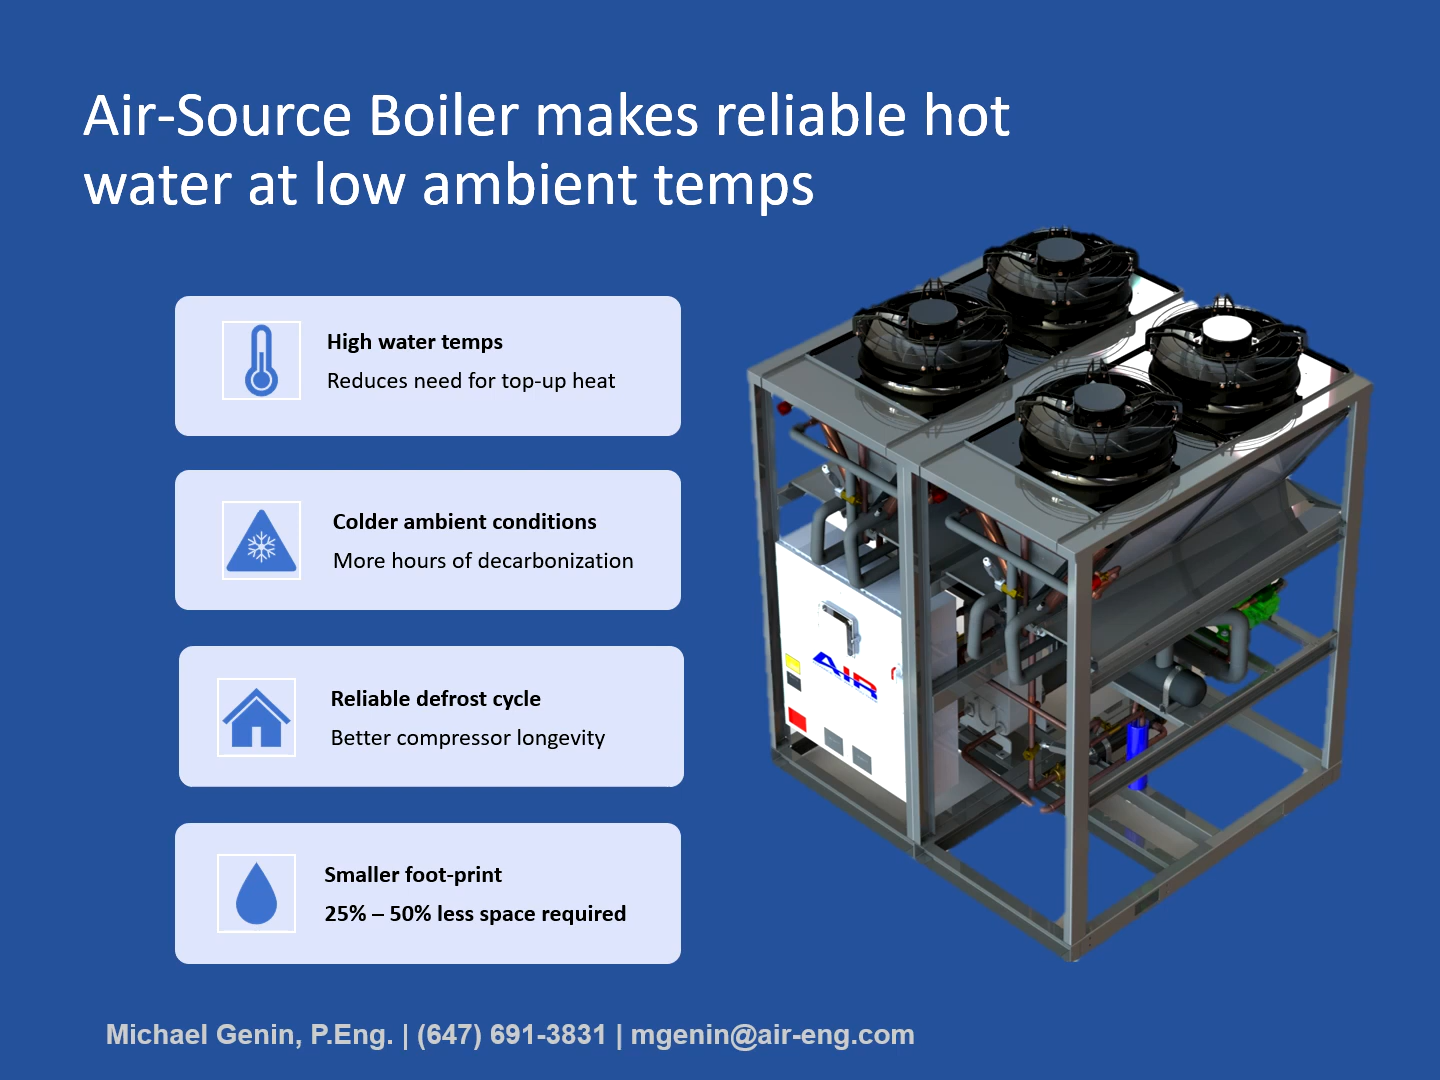 Air-Source Boiler makes reliable hot
water at low ambient temps
High water temps
Reduces need for top-up heat
Colder ambient conditions
More hours of decarbonization
Reliable defrost cycle
Better compressor longevity
Smaller foot-print
25% – 50% less space required
AIR
Michael Genin, P.Eng. | (647) 691-3831 | mgenin@air-eng.com